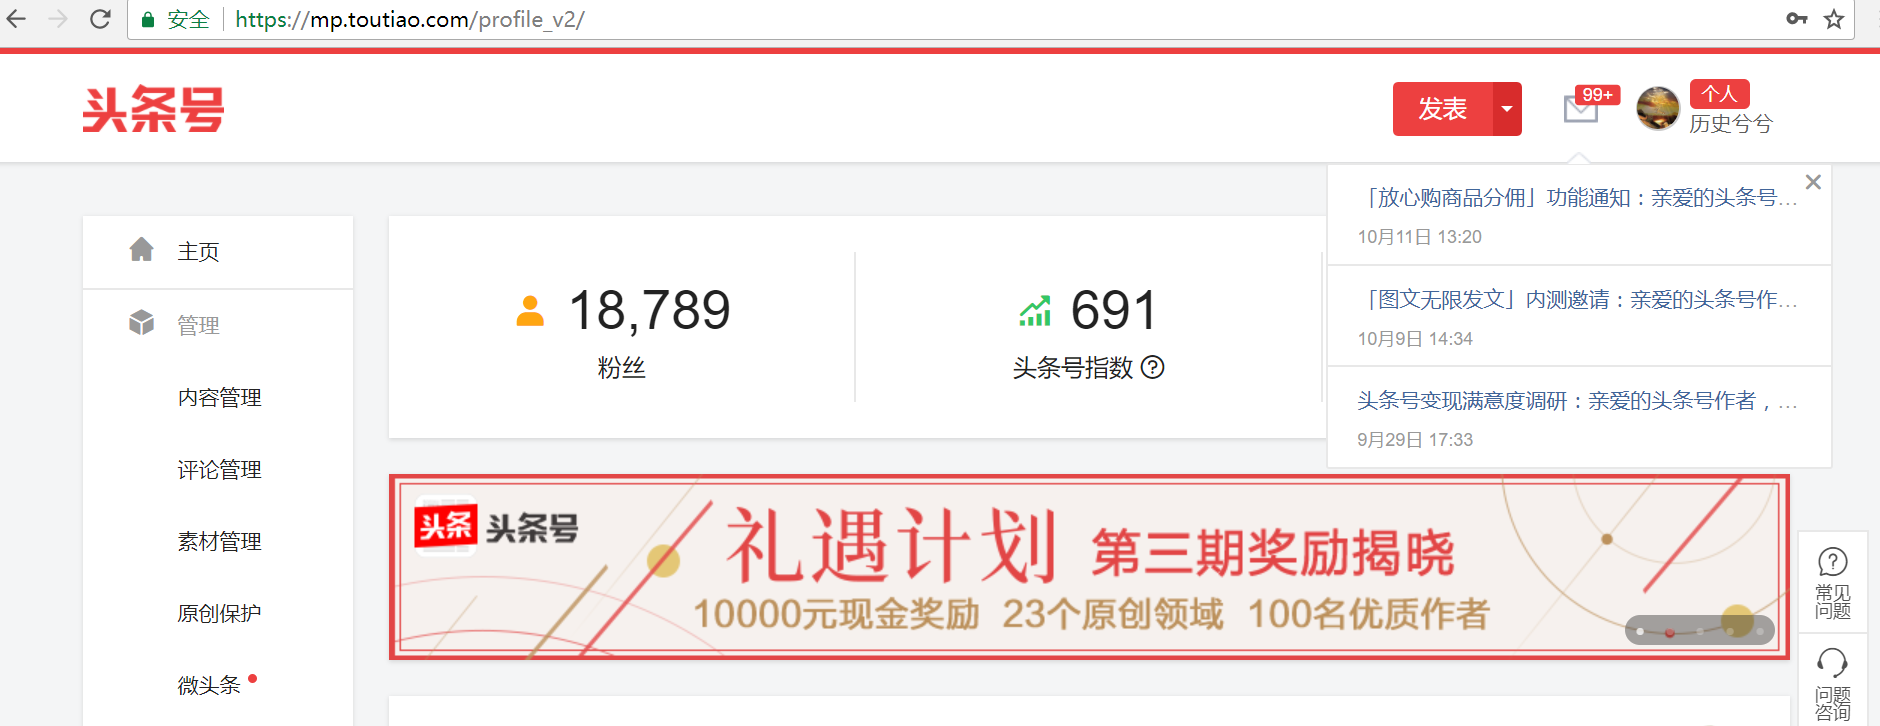 安全 https://mp.toutiao.com/profile_v2/
头条号
发表
99+
个人
历史兮兮
「放心购商品分佣」功能通知：亲爱的头条号...
10月11日 13:20
「图文无限发文」内测邀请：亲爱的头条号作...
10月9日 14:34
头条号变现满意度调研：亲爱的头条号作者，...
9月29日 17:33
主页
管理
内容管理
评论管理
素材管理
原创保护
微头条
18,789
粉丝
691
头条号指数
头条 头条号
礼遇计划 第三期奖励揭晓
10000元现金奖励 23个原创领域 100名优质作者
常见
问题
问题
咨询